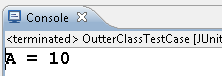 Console
<terminated> OutterClassTestCase [JUnit
A = 10